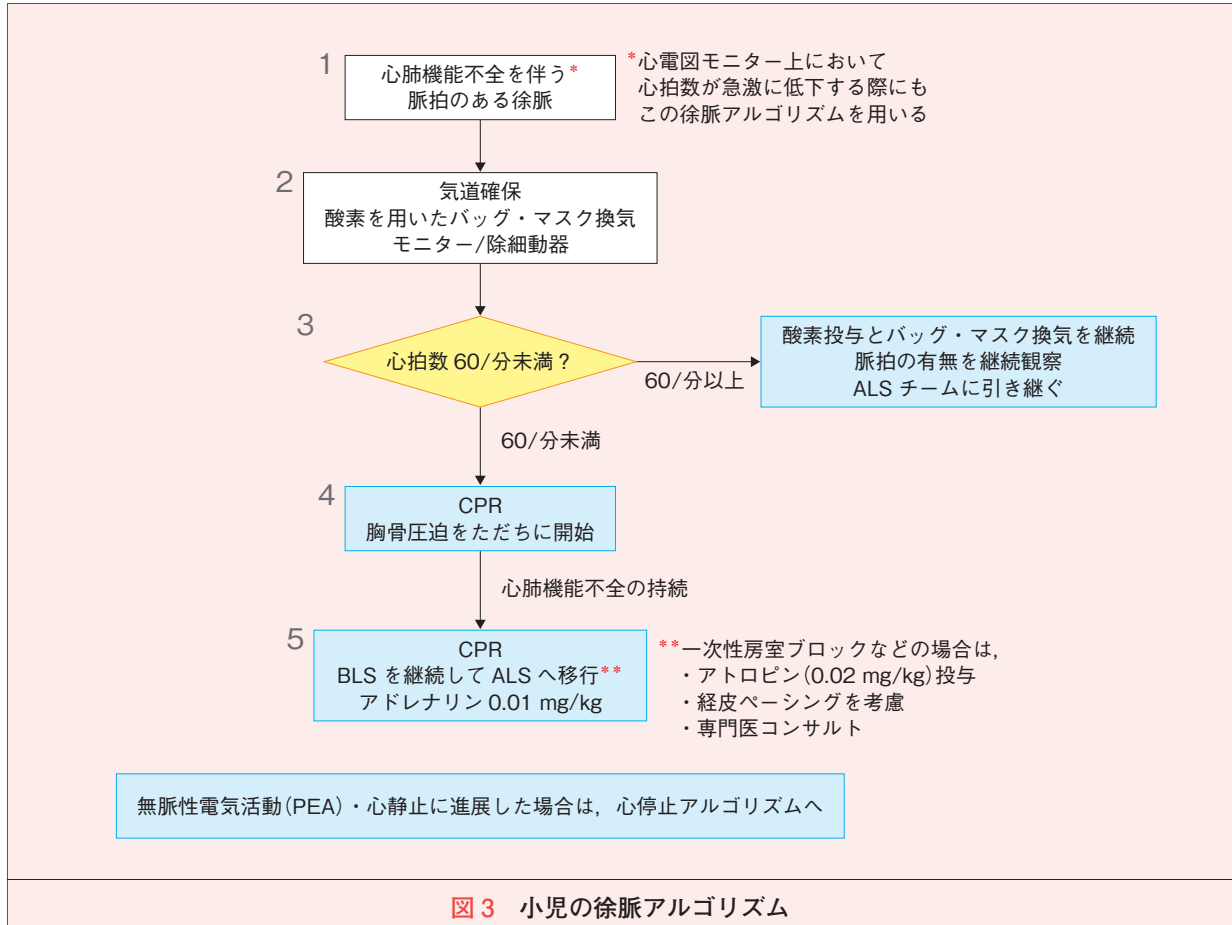 1
心肺機能不全を伴う*
脈拍のある徐脈
*心電図モニター上において
心拍数が急激に低下する際にも
この徐脈アルゴリズムを用いる
2
気道確保
酸素を用いたバッグ・マスク換気
モニター/除細動器
3
心拍数 60/分未満？
60/分以上
酸素投与とバッグ・マスク換気を継続
脈拍の有無を継続観察
ALS チームに引き継ぐ
60/分未満
4
CPR
胸骨圧迫をただちに開始
心肺機能不全の持続
5
CPR
BLS を継続して ALS へ移行**
アドレナリン 0.01 mg/kg
**一次性房室ブロックなどの場合は，
・アトロピン(0.02 mg/kg)投与
・経皮ペーシングを考慮
・専門医コンサルト
無脈性電気活動(PEA)・心静止に進展した場合は，心停止アルゴリズムへ
図 3　小児の徐脈アルゴリズム